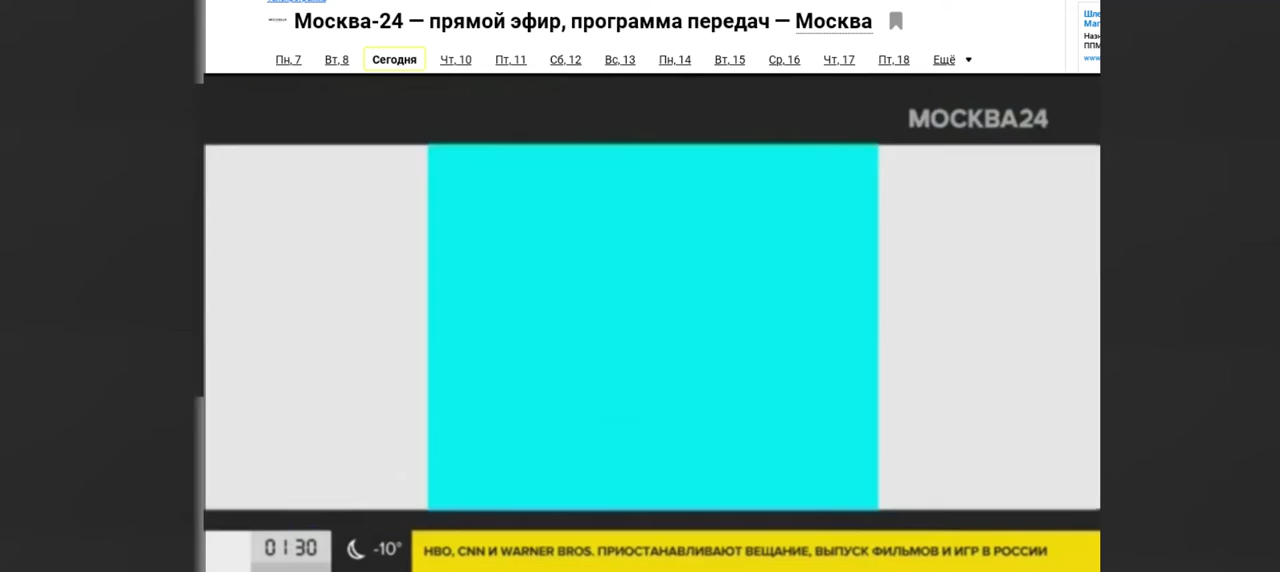 Москва-24 — прямой эфир, программа передач — Москва
Пн, 7 Вт, 8 Сегодня Чт, 10 Пт, 11 Сб, 12 Вс, 13 Пн, 14 Вт, 15 Ср, 16 Чт, 17 Пт, 18 Ещё
МОСКВА24
01:30 -10° HBO, CNN И WARNER BROS. ПРИОСТАНАВЛИВАЮТ ВЕЩАНИЕ, ВЫПУСК ФИЛЬМОВ И ИГР В РОССИИ